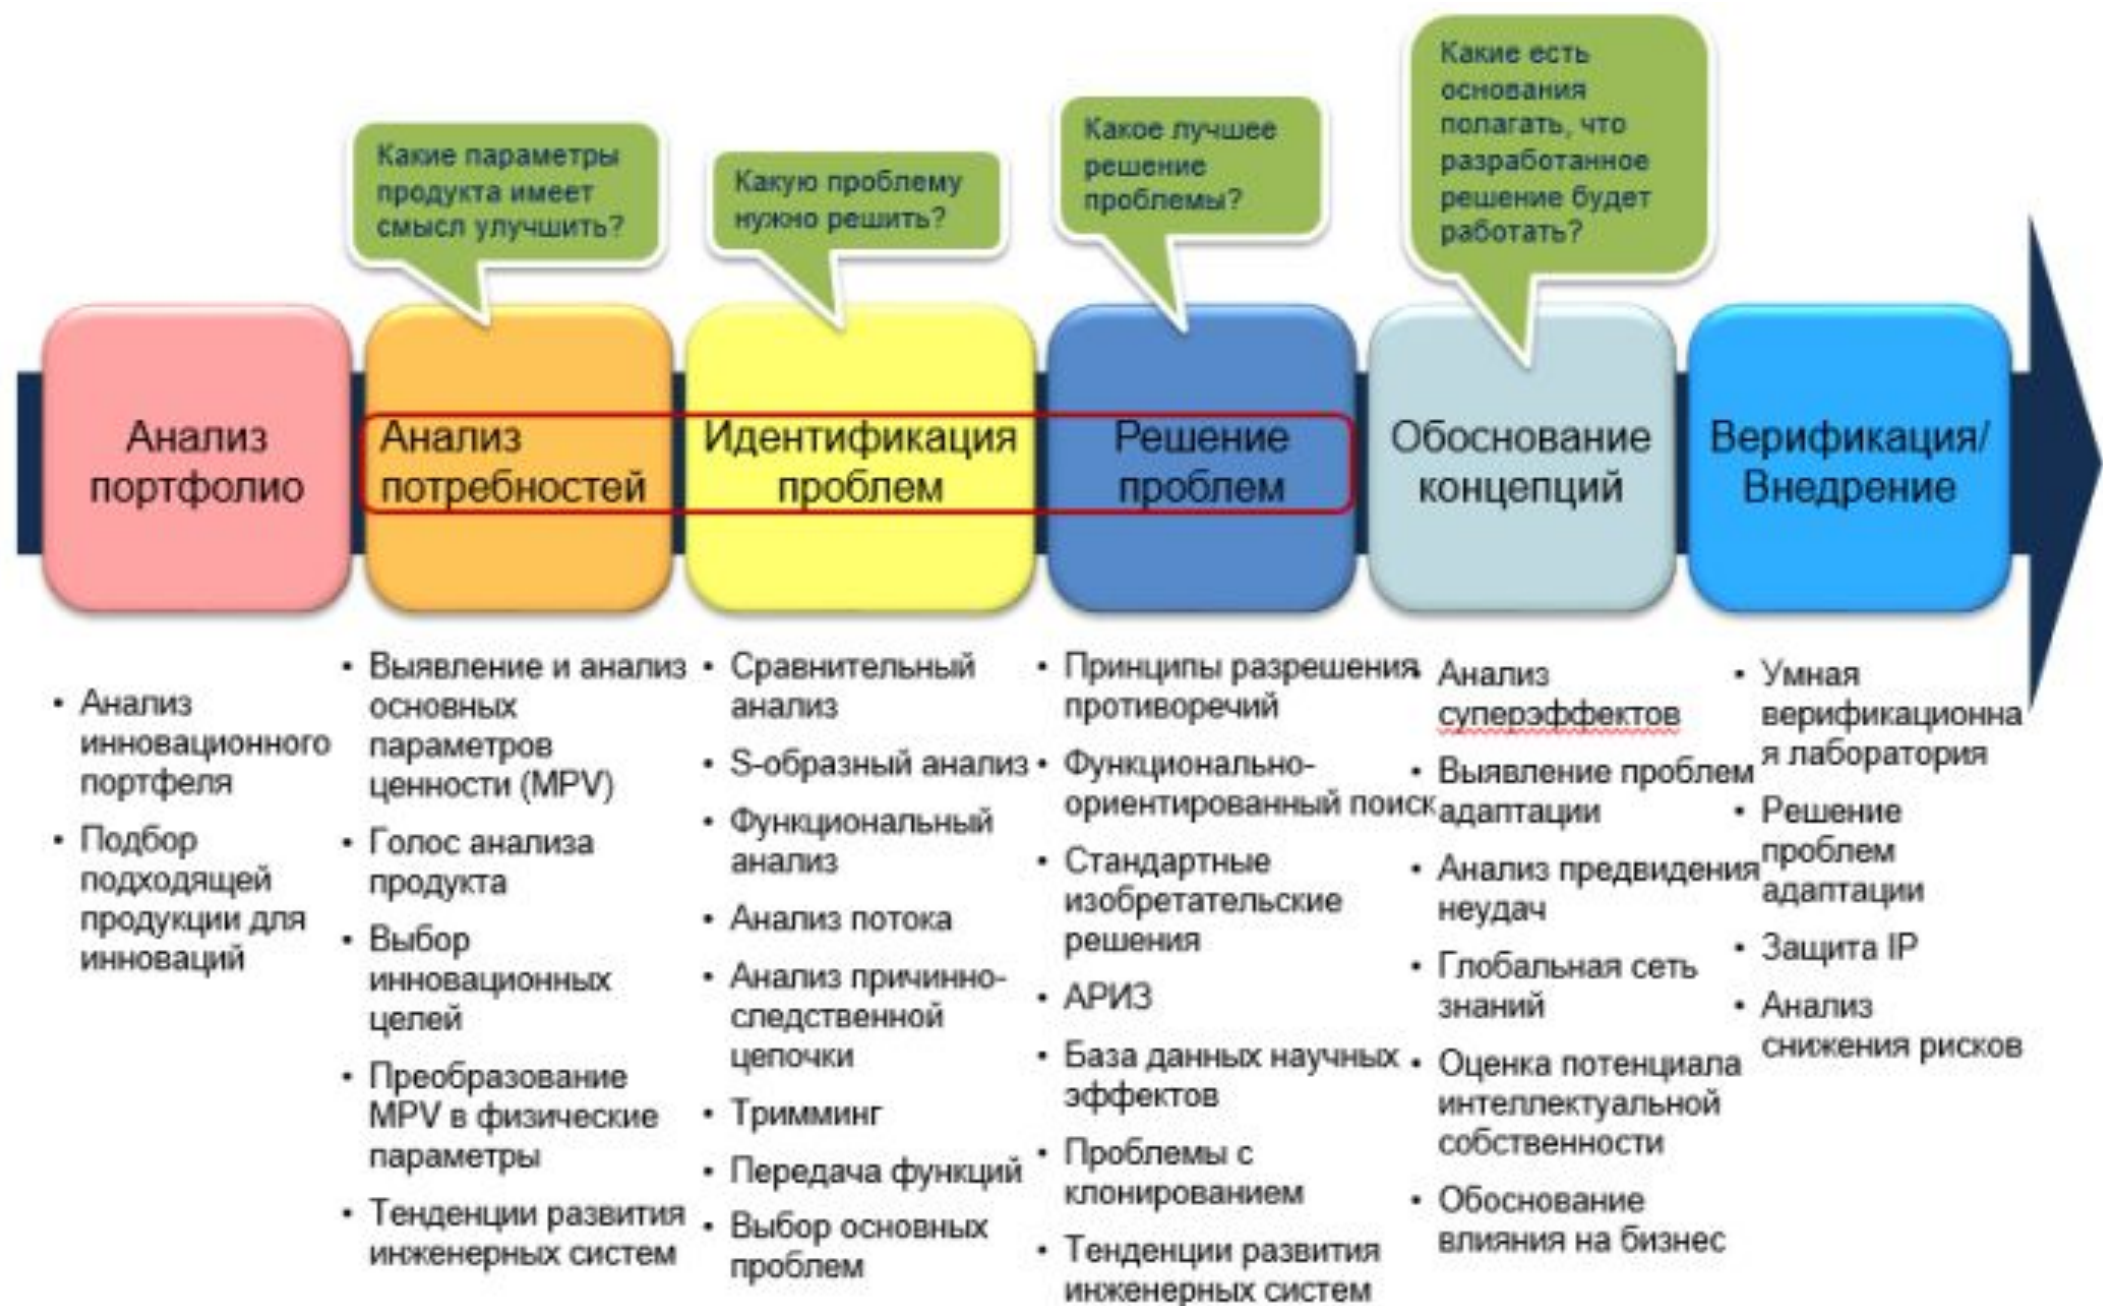 Какие параметры
продукта имеет
смысл улучшить?
Какую проблему
нужно решить?
Какое лучшее
решение
проблемы?
Какие есть
основания
полагать, что
разработанное
решение будет
работать?
Анализ
портфолио
Анализ
потребностей
Идентификация
проблем
Решение
проблем
Обоснование
концепций
Верификация/
Внедрение
• Анализ
инновационного
портфеля
• Подбор
подходящей
продукции для
инноваций
• Выявление и анализ
основных
параметров
ценности (MPV)
• Голос анализа
продукта
• Выбор
инновационных
целей
• Преобразование
MPV в физические
параметры
• Тенденции развития
инженерных систем
• Сравнительный
анализ
• S-образный анализ
• Функциональный
анализ
• Анализ потока
• Анализ причинно-
следственной
цепочки
• Тримминг
• Передача функций
• Выбор основных
проблем
• Принципы разрешения
противоречий
• Функционально-
ориентированный поиск
• Стандартные
изобретательские
решения
• АРИЗ
• База данных научных
эффектов
• Проблемы с
клонированием
• Тенденции развития
инженерных систем
• Анализ
суперэффектов
• Выявление проблем
адаптации
• Анализ предвидения
неудач
• Глобальная сеть
знаний
• Оценка потенциала
интеллектуальной
собственности
• Обоснование
влияния на бизнес
• Умная
верификационна
я лаборатория
• Решение
проблем
адаптации
• Защита IP
• Анализ
снижения рисков